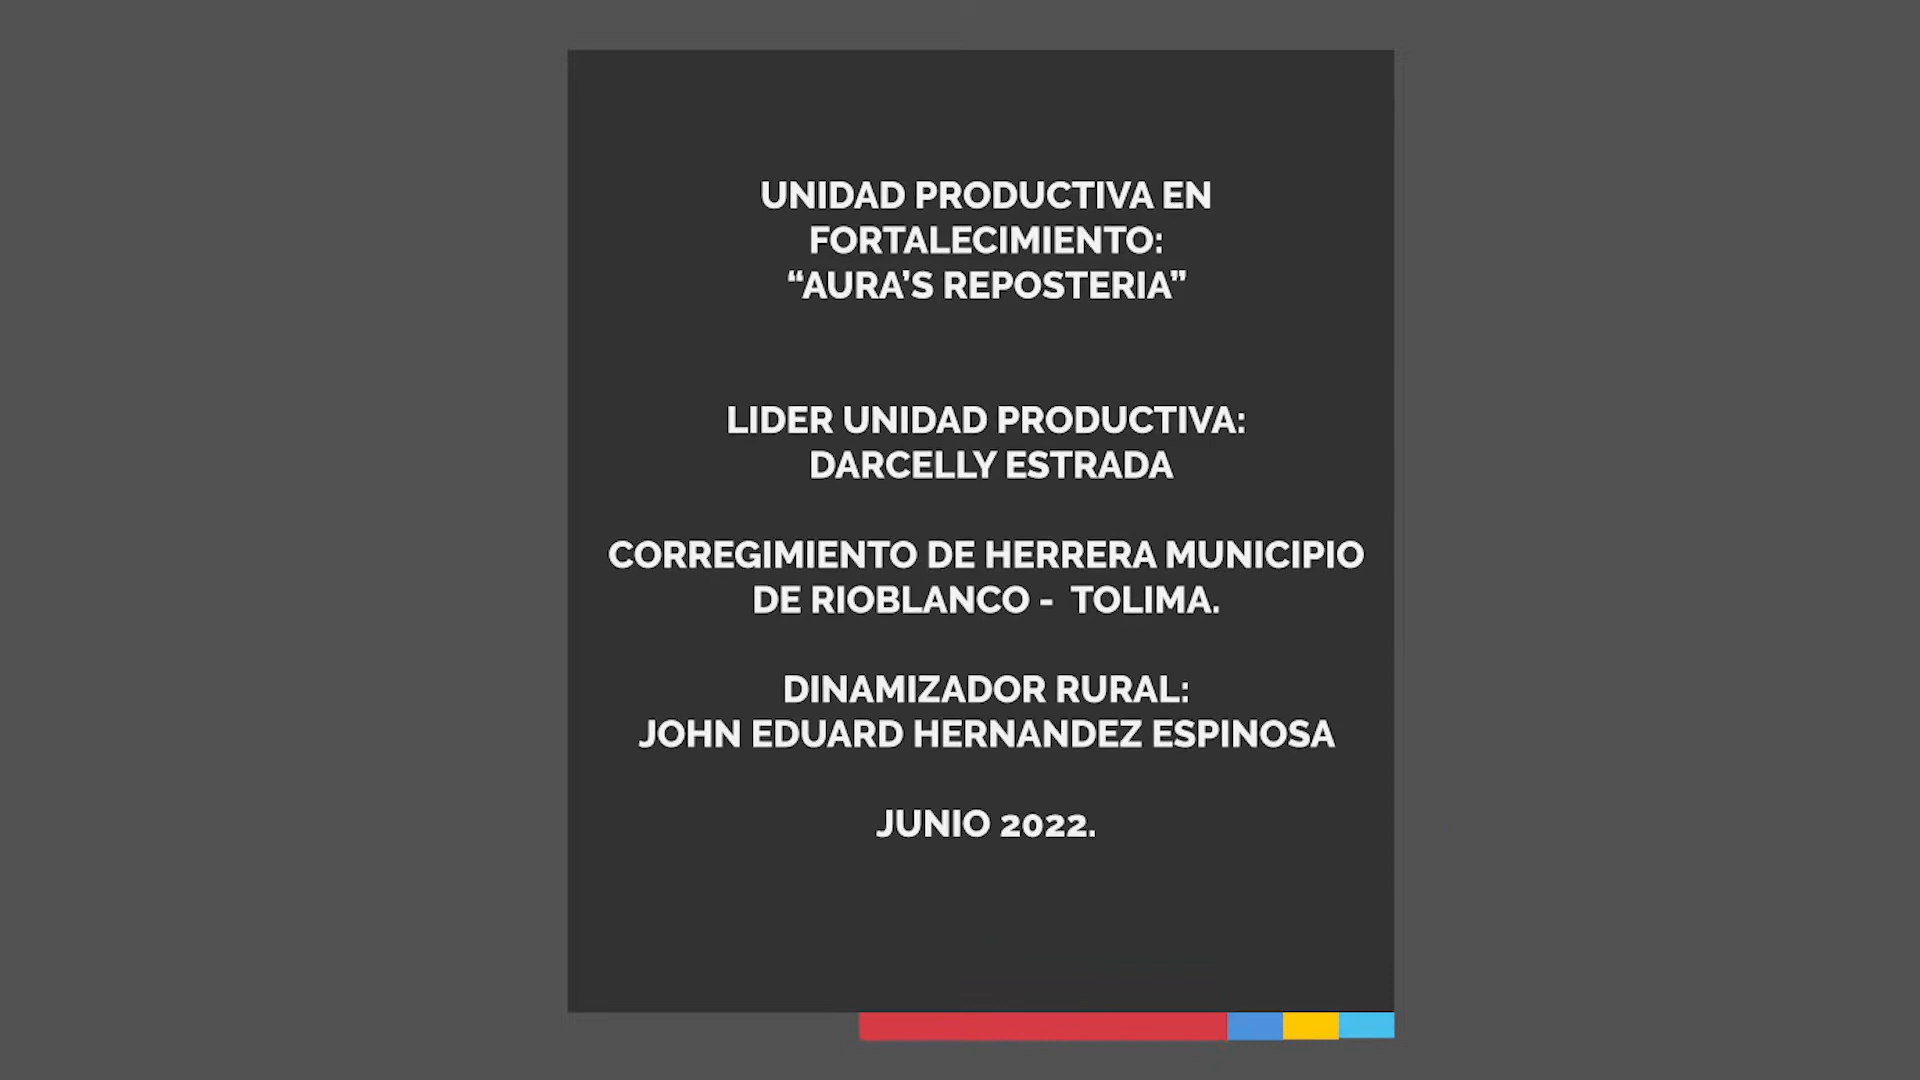 UNIDAD PRODUCTIVA EN
FORTALECIMIENTO:
“AURA’S REPOSTERIA”
LIDER UNIDAD PRODUCTIVA:
DARCELLY ESTRADA
CORREGIMIENTO DE HERRERA MUNICIPIO
DE RIOBLANCO - TOLIMA.
DINAMIZADOR RURAL:
JOHN EDUARD HERNANDEZ ESPINOSA
JUNIO 2022.